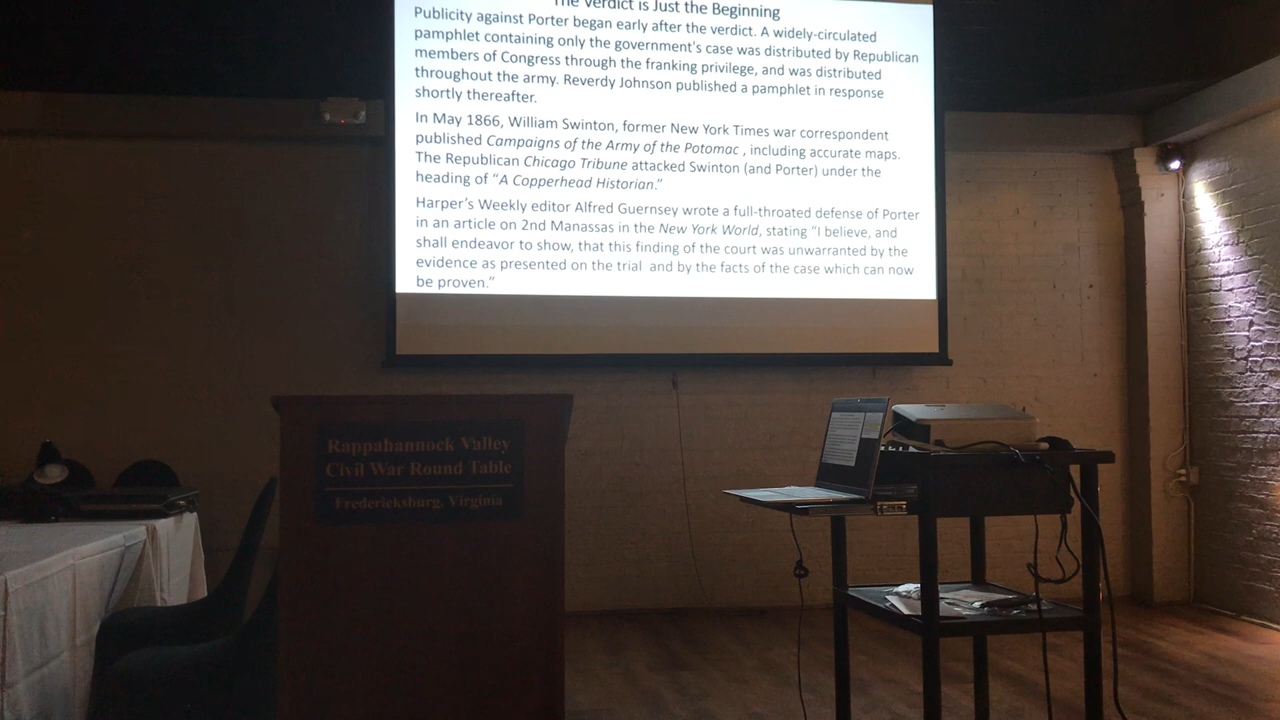 The Verdict is Just the Beginning
Publicity against Porter began early after the verdict. A widely-circulated
pamphlet containing only the government's case was distributed by Republican
members of Congress through the franking privilege, and was distributed
throughout the army. Reverdy Johnson published a pamphlet in response
shortly thereafter.
In May 1866, William Swinton, former New York Times war correspondent
published Campaigns of the Army of the Potomac , including accurate maps.
The Republican Chicago Tribune attacked Swinton (and Porter) under the
heading of "A Copperhead Historian."
Harper's Weekly editor Alfred Guernsey wrote a full-throated defense of Porter
in an article on 2nd Manassas in the New York World, stating "I believe, and
shall endeavor to show, that this finding of the court was unwarranted by the
evidence as presented on the trial and by the facts of the case which can now
be proven."
Rappahannock Valley
Civil War Round Table
Fredericksburg, Virginia